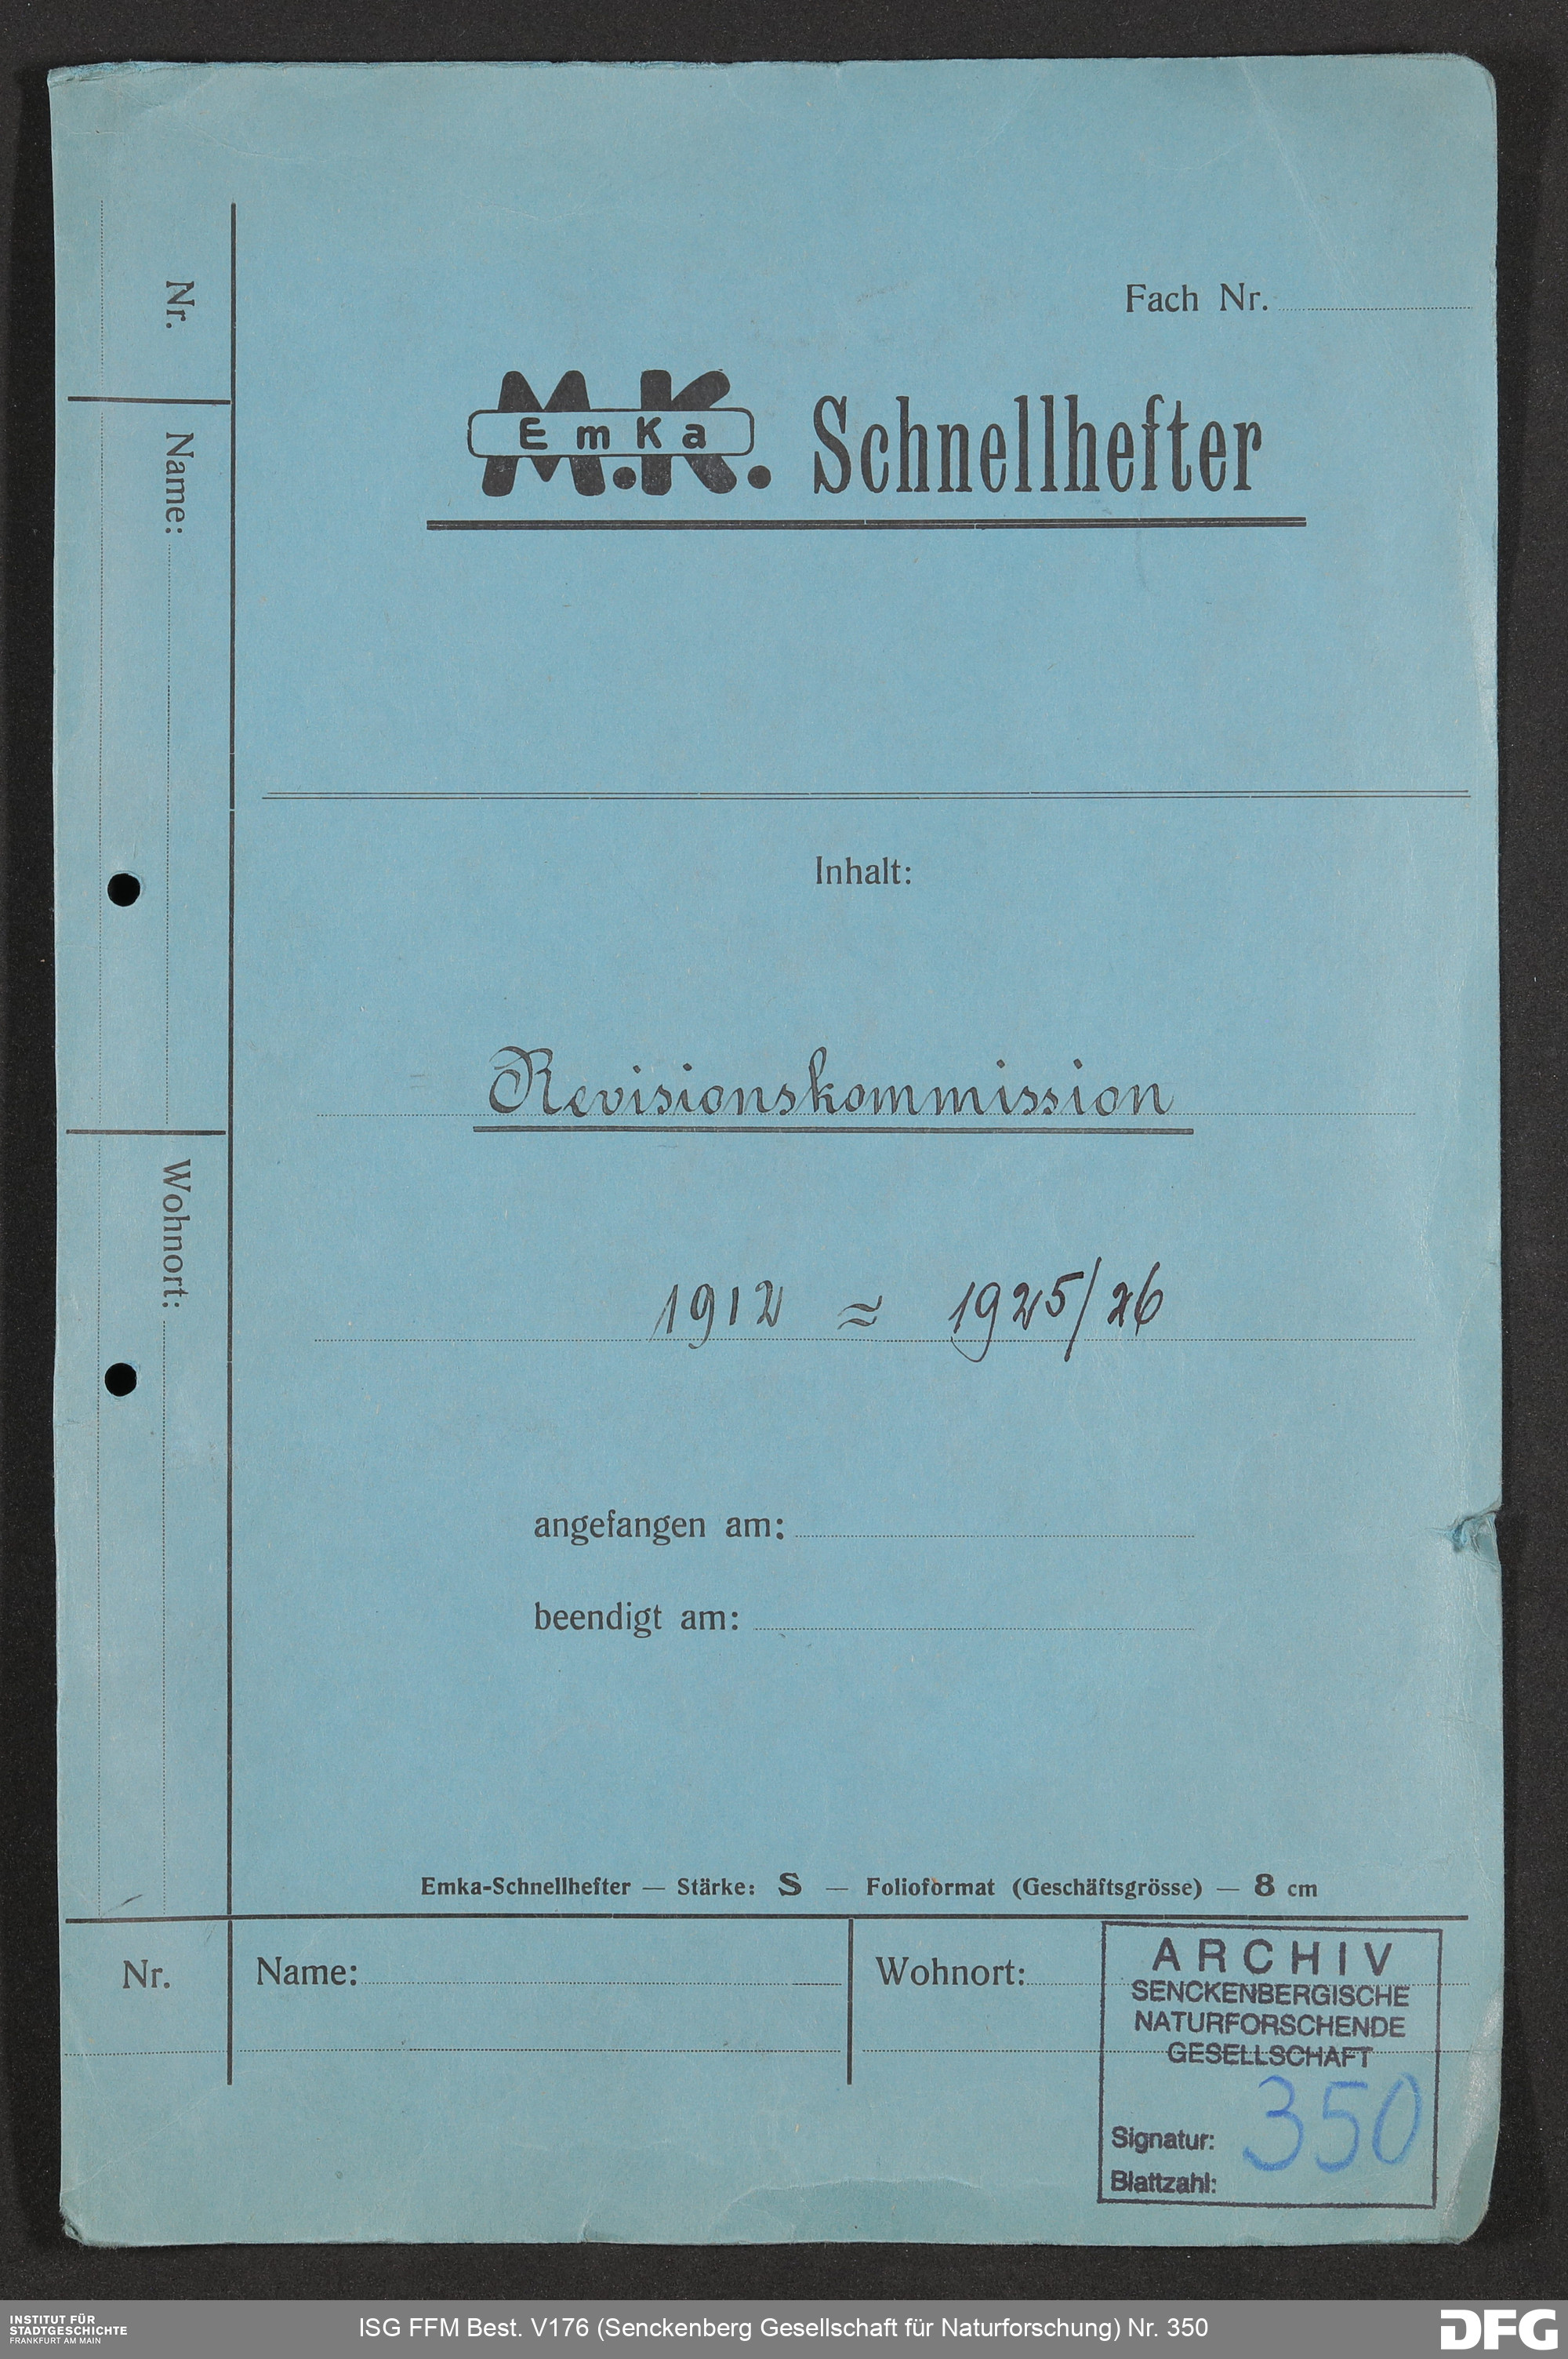 Fach Nr.
M.K.
EmKa
Schnellhefter
Nr.
Name:
Wohnort:
Inhalt:
Revisionskommission
1912 ≈ 1925/26
angefangen am:
beendigt am:
Emka-Schnellhefter — Stärke: S — Folioformat (Geschäftsgrösse) — 8 cm
Nr.
Name:
Wohnort:
ARCHIV
SENCKENBERGISCHE
NATURFORSCHENDE
GESELLSCHAFT
Signatur: 350
Blattzahl:
INSTITUT FÜR
STADTGESCHICHTE
FRANKFURT AM MAIN
ISG FFM Best. V176 (Senckenberg Gesellschaft für Naturforschung) Nr. 350
DFG